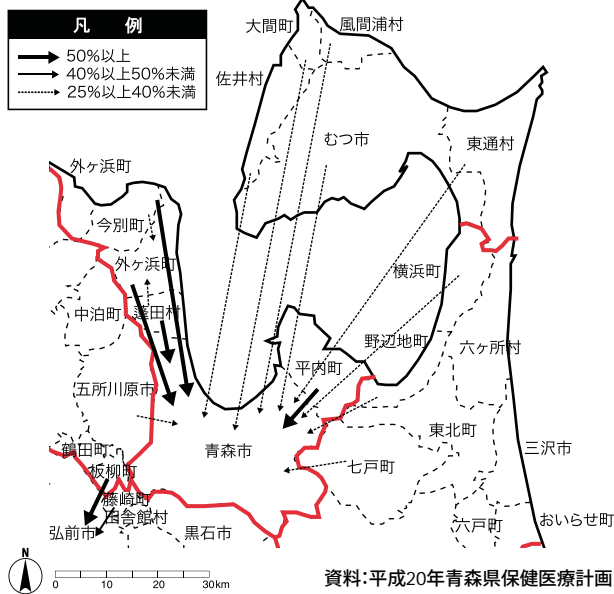 凡 例
50%以上
40%以上50%未満
25%以上40%未満
大間町
風間浦村
佐井村
むつ市
東通村
外ヶ浜町
今別町
外ヶ浜町
横浜町
中泊町
蓬田村
野辺地町
六ヶ所村
平内町
五所川原市
東北町
青森市
三沢市
鶴田町
板柳町
七戸町
藤崎町
田舎館村
おいらせ町
弘前市
黒石市
六戸町
N
0 10 20 30km
資料：平成20年青森県保健医療計画